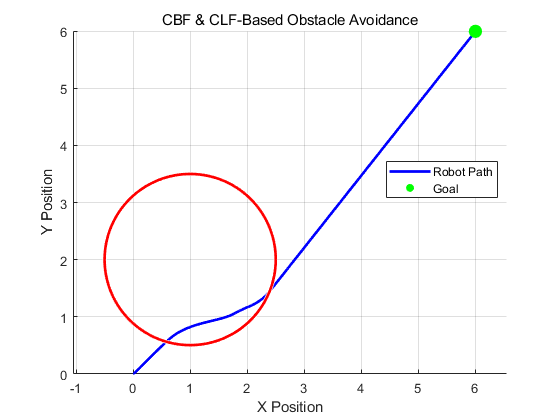 CBF & CLF-Based Obstacle Avoidance
6
5
4
3
2
1
0
Y Position
Robot Path
Goal
-1 0 1 2 3 4 5 6
X Position